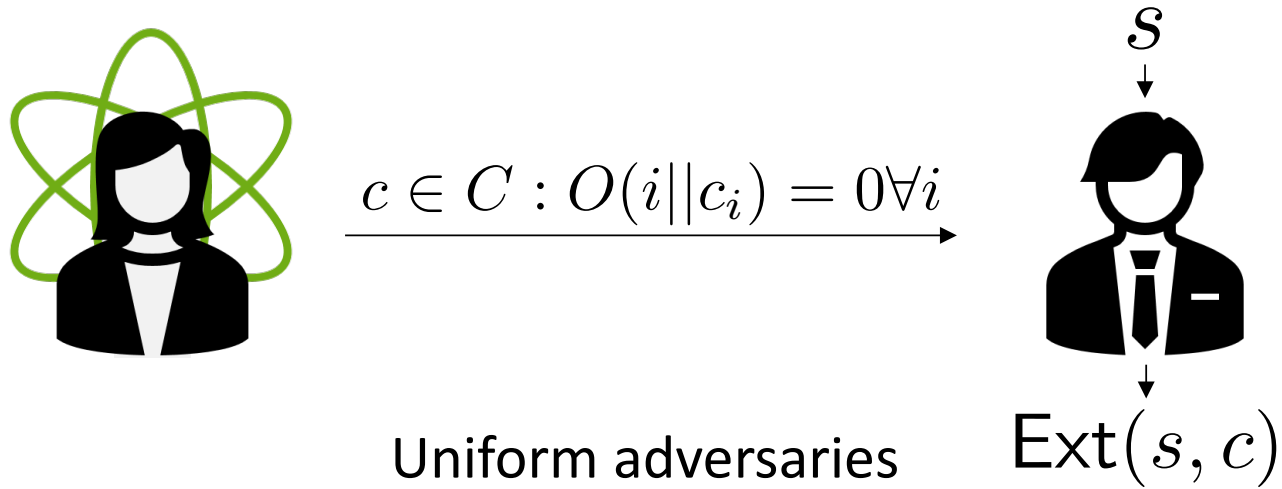 s
c ∈ C : O(i||c_i) = 0∀i
Uniform adversaries
Ext(s, c)